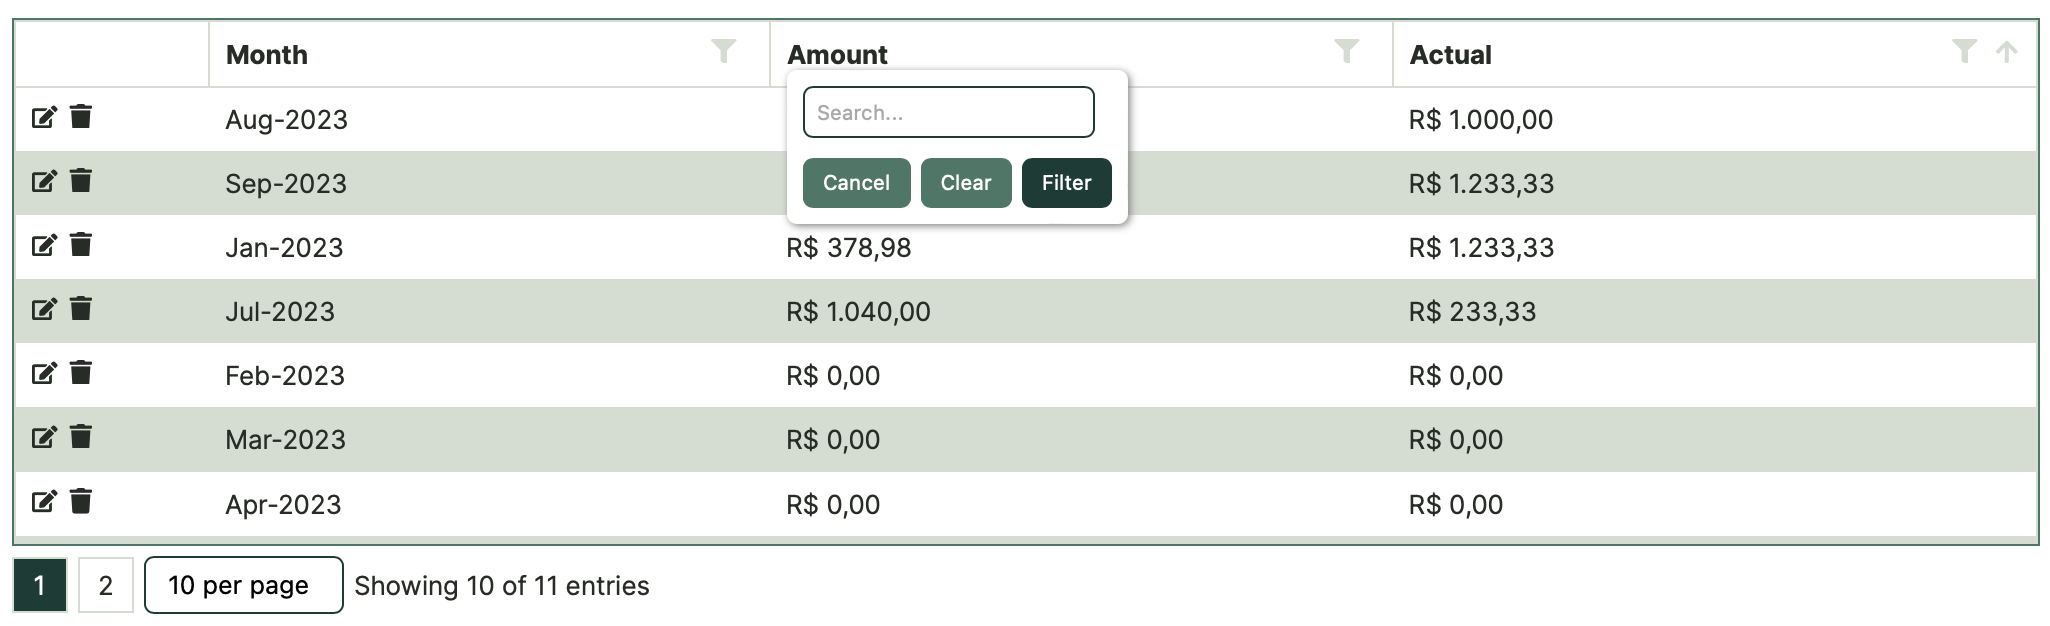 Month Amount Actual
Search...
Cancel Clear Filter
Aug-2023 R$ 1.000,00
Sep-2023 R$ 1.233,33
Jan-2023 R$ 378,98 R$ 1.233,33
Jul-2023 R$ 1.040,00 R$ 233,33
Feb-2023 R$ 0,00 R$ 0,00
Mar-2023 R$ 0,00 R$ 0,00
Apr-2023 R$ 0,00 R$ 0,00
1 2 10 per page Showing 10 of 11 entries